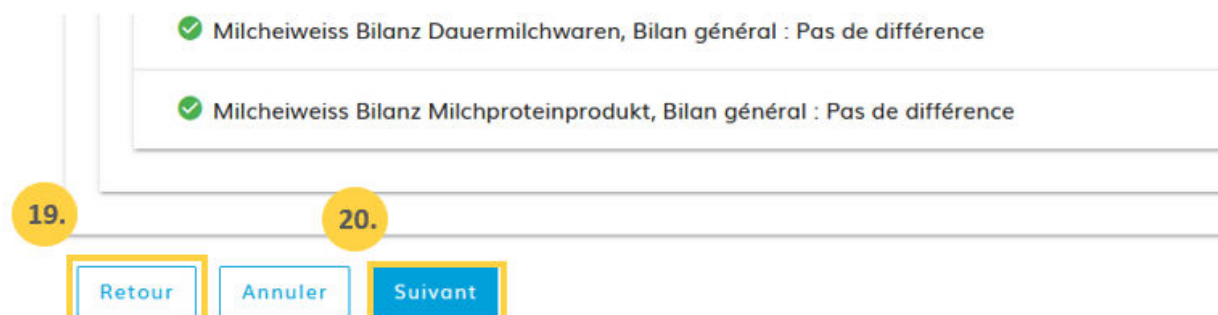 Milcheiweiss Bilanz Dauermilchwaren, Bilan général : Pas de différence
Milcheiweiss Bilanz Milchproteinprodukt, Bilan général : Pas de différence
19.
20.
Retour
Annuler
Suivant